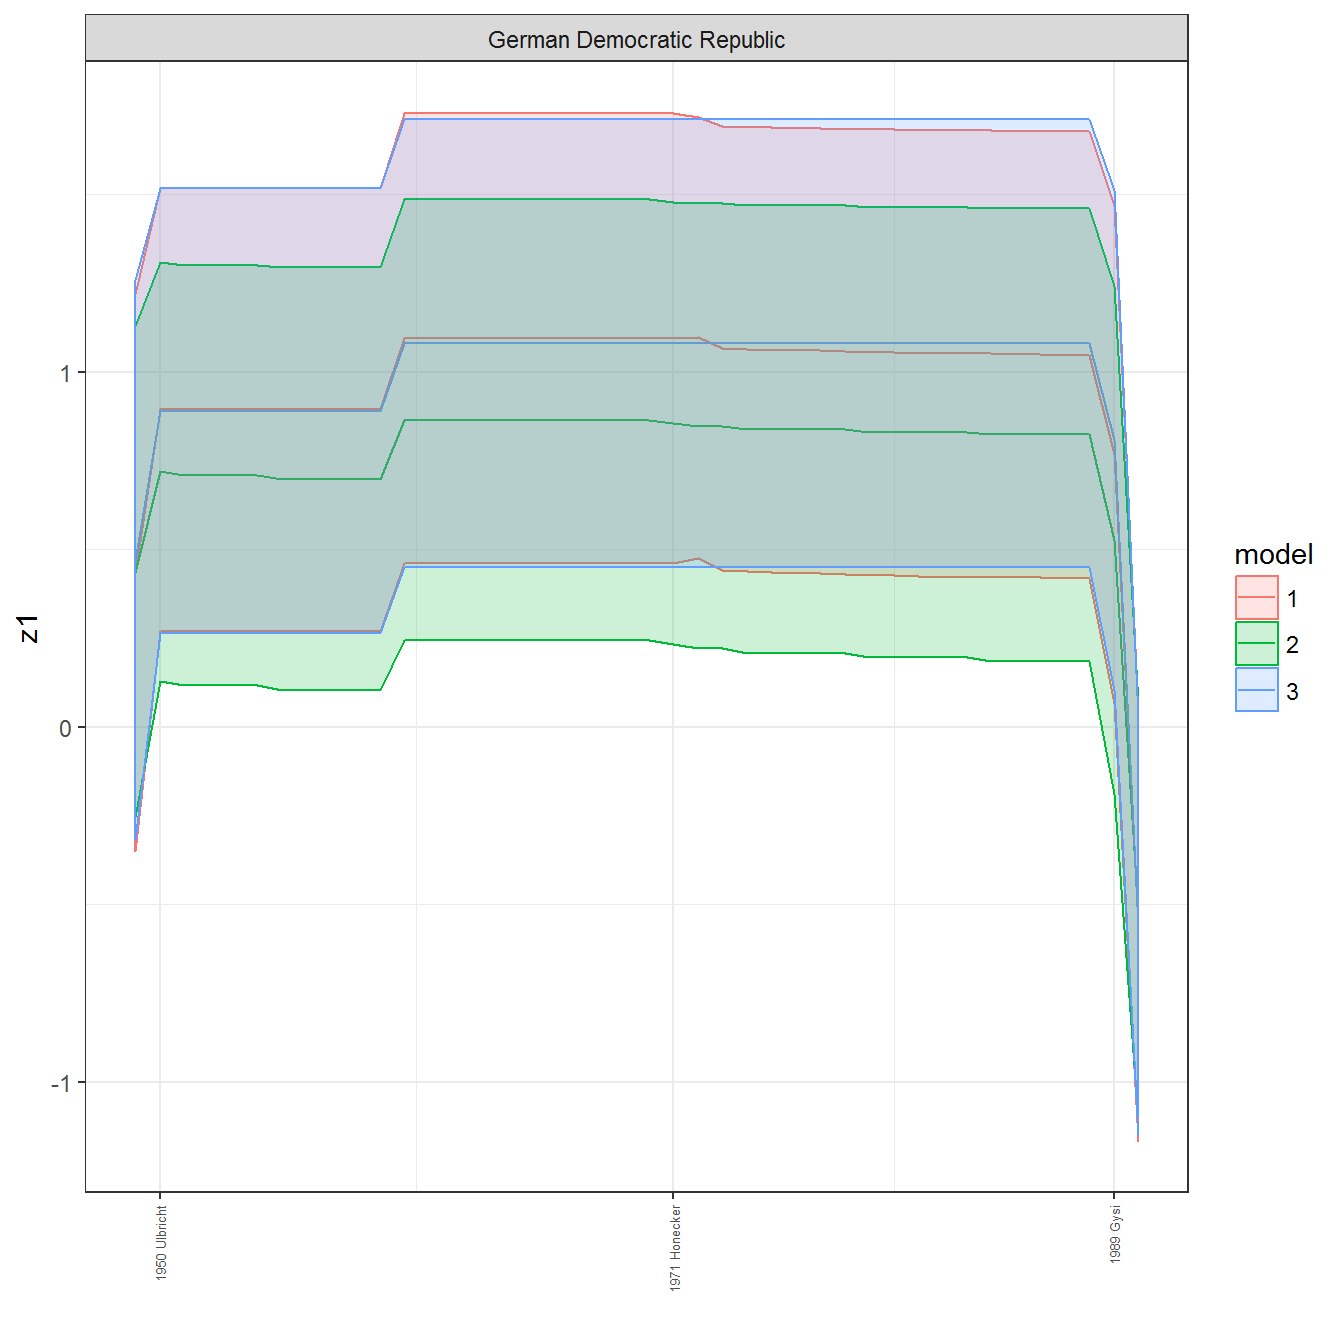 German Democratic Republic
z1
1
0
-1
1950 Ulbricht
1971 Honecker
1989 Gysi
model
1
2
3